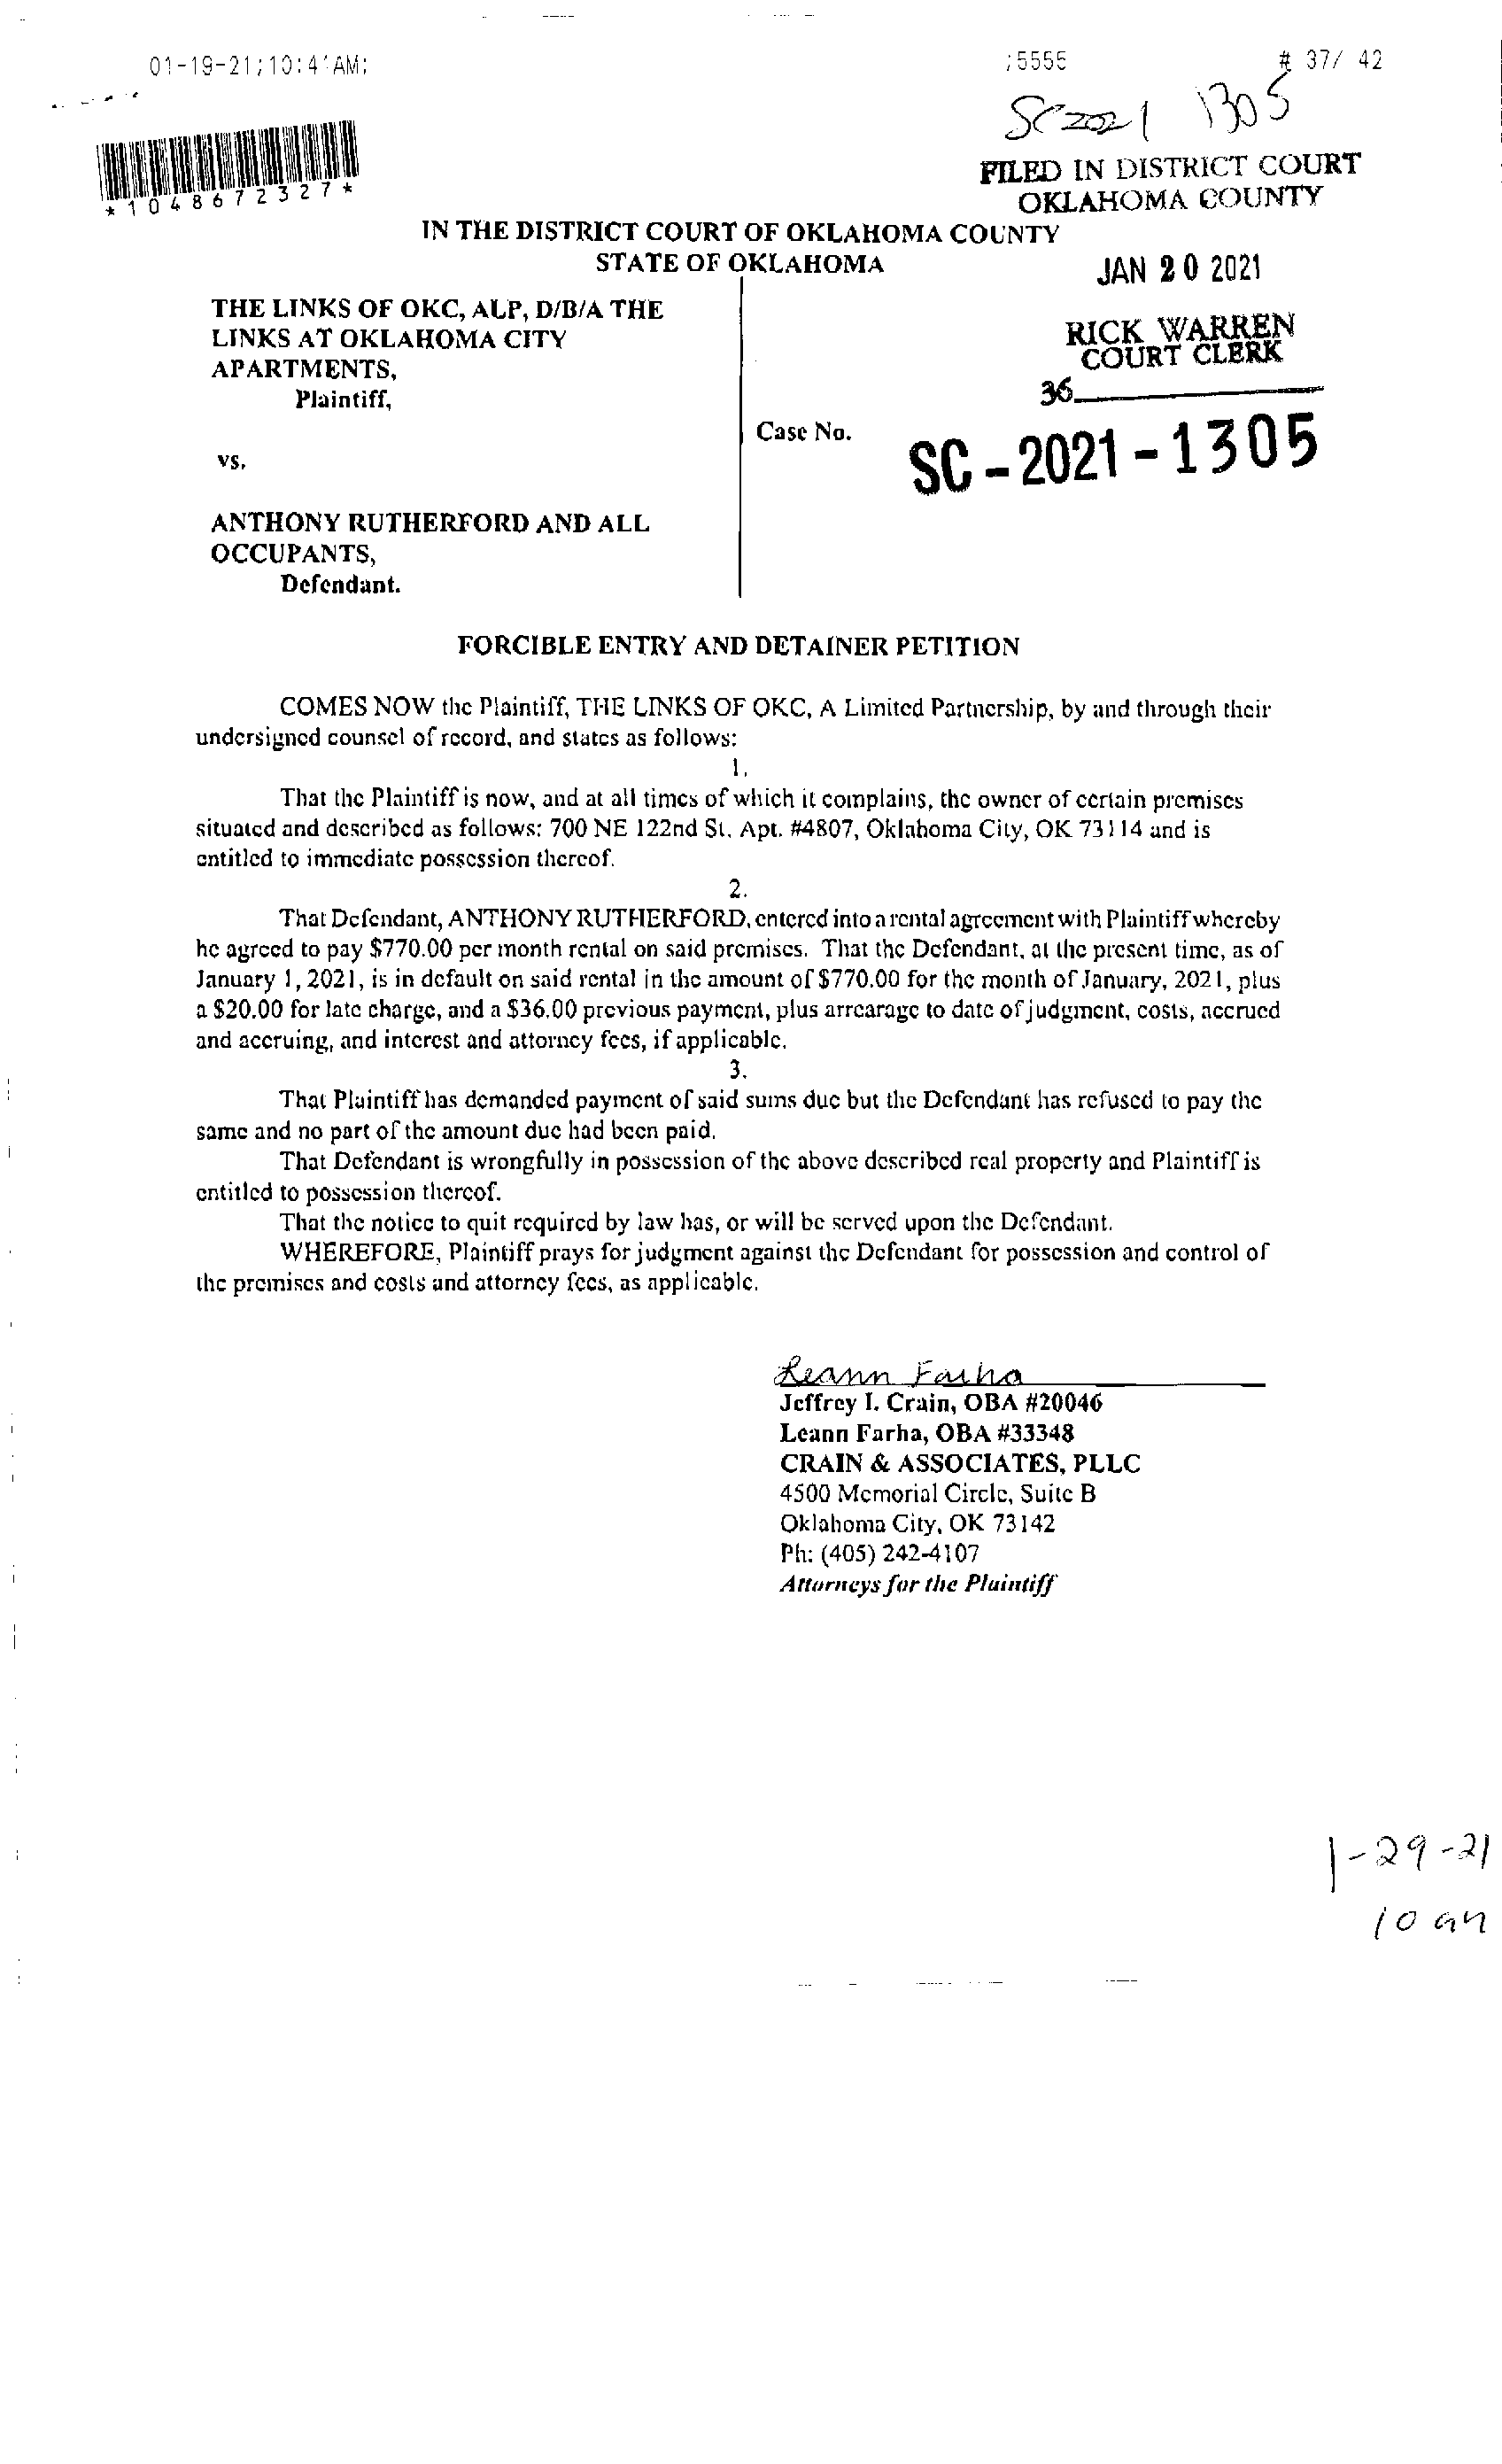 01-19-21;10:41AM;
;5555
# 37/ 42
SC2021 1305
*1048672327*
FILED IN DISTRICT COURT
OKLAHOMA COUNTY
IN THE DISTRICT COURT OF OKLAHOMA COUNTY
STATE OF OKLAHOMA
JAN 20 2021
THE LINKS OF OKC, ALP, D/B/A THE
LINKS AT OKLAHOMA CITY
APARTMENTS,
Plaintiff,
RICK WARREN
COURT CLERK
36
Case No.
SC-2021-1305
vs.
ANTHONY RUTHERFORD AND ALL
OCCUPANTS,
Defendant.
FORCIBLE ENTRY AND DETAINER PETITION
COMES NOW the Plaintiff, THE LINKS OF OKC, A Limited Partnership, by and through their
undersigned counsel of record, and states as follows:
1.
That the Plaintiff is now, and at all times of which it complains, the owner of certain premises
situated and described as follows: 700 NE 122nd St. Apt. #4807, Oklahoma City, OK 73114 and is
entitled to immediate possession thereof.
2.
That Defendant, ANTHONY RUTHERFORD, entered into a rental agreement with Plaintiff whereby
he agreed to pay $770.00 per month rental on said premises. That the Defendant, at the present time, as of
January 1, 2021, is in default on said rental in the amount of $770.00 for the month of January, 2021, plus
a $20.00 for late charge, and a $36.00 previous payment, plus arrearage to date of judgment, costs, accrued
and accruing, and interest and attorney fees, if applicable.
3.
That Plaintiff has demanded payment of said sums due but the Defendant has refused to pay the
same and no part of the amount due had been paid.
That Defendant is wrongfully in possession of the above described real property and Plaintiff is
entitled to possession thereof.
That the notice to quit required by law has, or will be served upon the Defendant.
WHEREFORE, Plaintiff prays for judgment against the Defendant for possession and control of
the premises and costs and attorney fees, as applicable.
Leann Farha
Jeffrey I. Crain, OBA #20046
Leann Farha, OBA #33348
CRAIN & ASSOCIATES, PLLC
4500 Memorial Circle, Suite B
Oklahoma City, OK 73142
Ph: (405) 242-4107
Attorneys for the Plaintiff
1-29-21
10 am